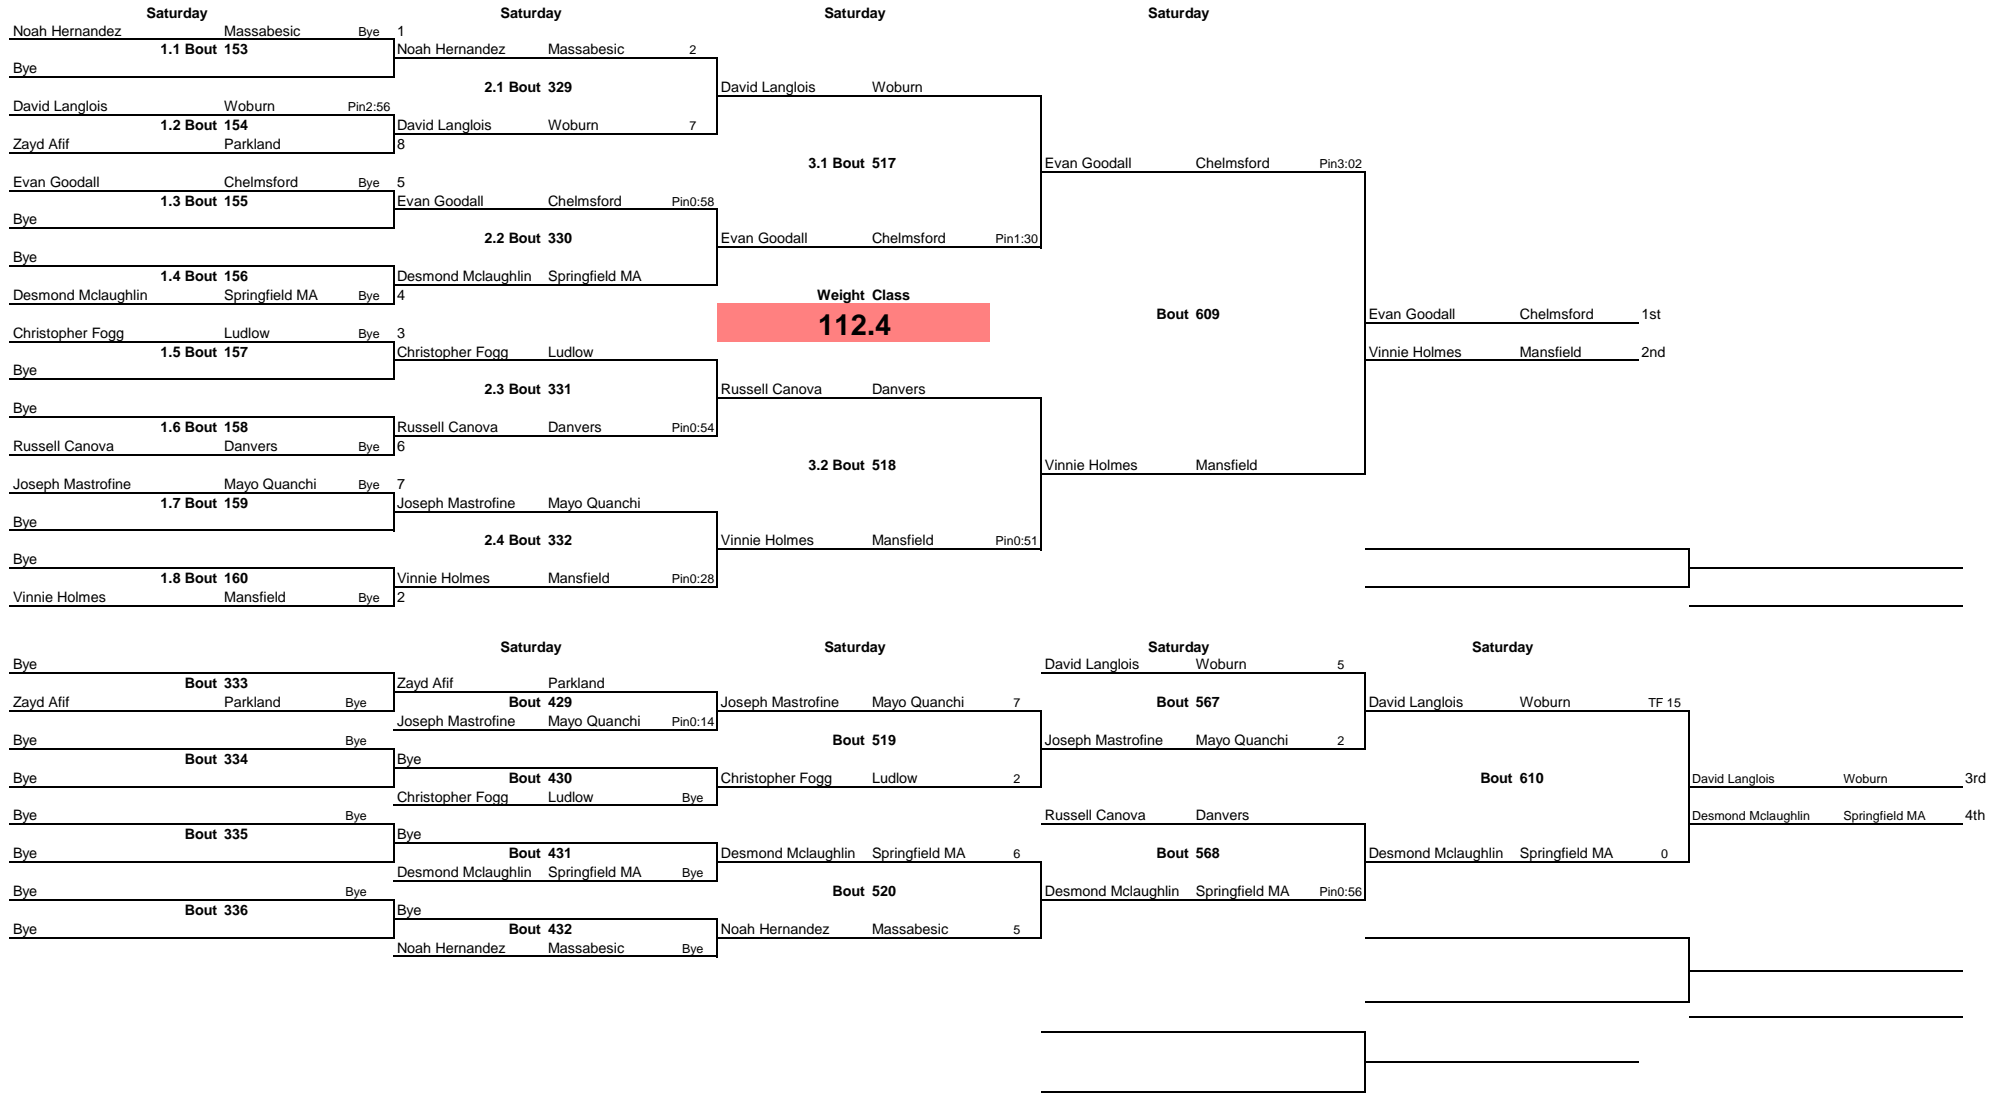 Saturday Saturday Saturday Saturday
Noah Hernandez Massabesic Bye 1
1.1 Bout 153 Noah Hernandez Massabesic 2
Bye
2.1 Bout 329 David Langlois Woburn
David Langlois Woburn Pin2:56
1.2 Bout 154 David Langlois Woburn 7
Zayd Afif Parkland 8
3.1 Bout 517 Evan Goodall Chelmsford Pin3:02
Evan Goodall Chelmsford Bye 5
1.3 Bout 155 Evan Goodall Chelmsford Pin0:58
Bye
2.2 Bout 330 Evan Goodall Chelmsford Pin1:30
Bye
1.4 Bout 156 Desmond Mclaughlin Springfield MA
Desmond Mclaughlin Springfield MA Bye 4 Weight Class
112.4 Bout 609 Evan Goodall Chelmsford 1st
Christopher Fogg Ludlow Bye 3
1.5 Bout 157 Christopher Fogg Ludlow Vinnie Holmes Mansfield 2nd
Bye
2.3 Bout 331 Russell Canova Danvers
Bye
1.6 Bout 158 Russell Canova Danvers Pin0:54
Russell Canova Danvers Bye 6
3.2 Bout 518 Vinnie Holmes Mansfield
Joseph Mastrofine Mayo Quanchi Bye 7
1.7 Bout 159 Joseph Mastrofine Mayo Quanchi
Bye
2.4 Bout 332 Vinnie Holmes Mansfield Pin0:51
Bye
1.8 Bout 160 Vinnie Holmes Mansfield Pin0:28
Vinnie Holmes Mansfield Bye 2
Saturday Saturday Saturday Saturday
Bye David Langlois Woburn 5
Bout 333 Zayd Afif Parkland
Zayd Afif Parkland Bye Bout 429 Joseph Mastrofine Mayo Quanchi 7 Bout 567 David Langlois Woburn TF 15
Joseph Mastrofine Mayo Quanchi Pin0:14
Bye Bye Bout 519 Joseph Mastrofine Mayo Quanchi 2
Bout 334 Bye
Bye Bout 430 Christopher Fogg Ludlow 2 Bout 610 David Langlois Woburn 3rd
Christopher Fogg Ludlow Bye
Bye Bye Russell Canova Danvers Desmond Mclaughlin Springfield MA 4th
Bout 335 Bye
Bye Bout 431 Desmond Mclaughlin Springfield MA 6 Bout 568 Desmond Mclaughlin Springfield MA 0
Desmond Mclaughlin Springfield MA Bye
Bye Bye Bout 520 Desmond Mclaughlin Springfield MA Pin0:56
Bout 336 Bye
Bye Bout 432 Noah Hernandez Massabesic 5
Noah Hernandez Massabesic Bye